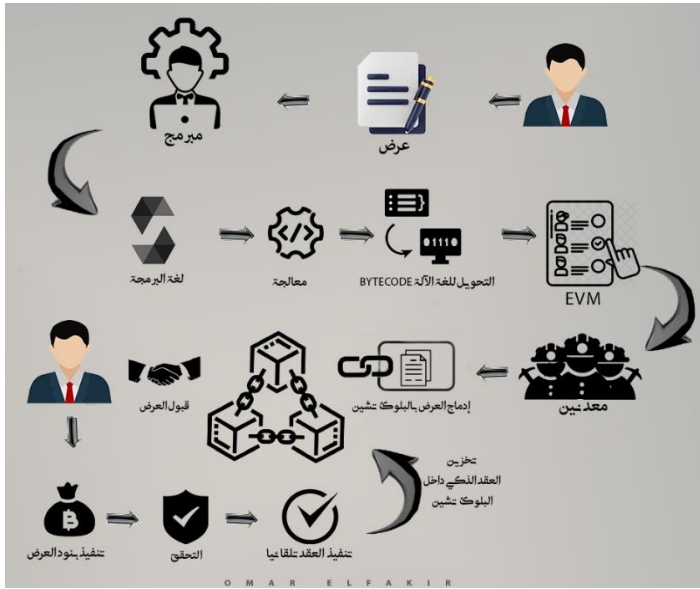 عرض
مبرمج
لغة البرمجة
معالجة
</>
01110
التحويل للغة الآلة BYTECODE
EVM
معدنين
إدماج العرض بالبلوك تشين
قبول العرض
تنفيذ بنود العرض
التحقق
تنفيذ العقد تلقائيا
تخزين
العقد الذكي داخل
البلوك تشين
OMAR ELFAKIR